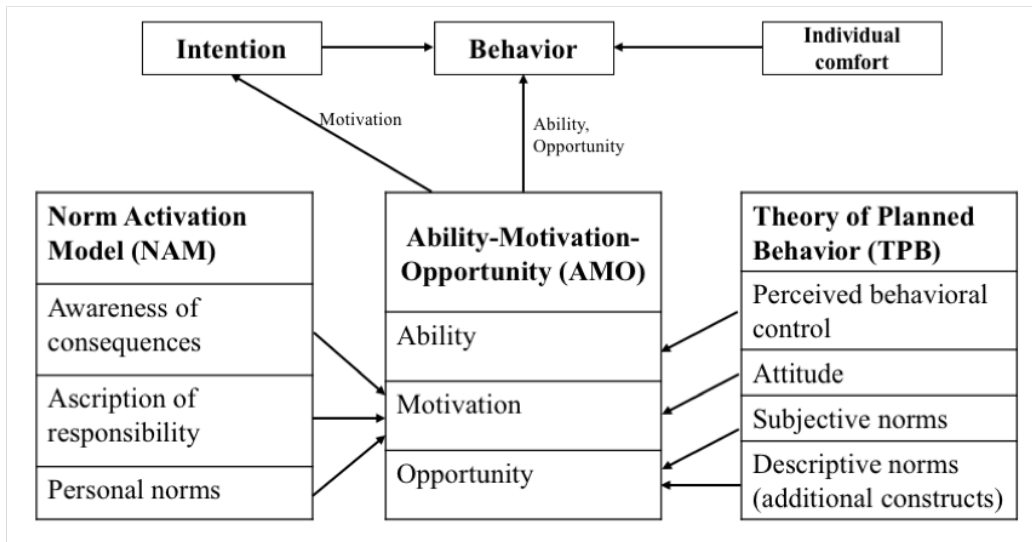 Intention
Behavior
Individual
comfort
Motivation
Ability,
Opportunity
Norm Activation
Model (NAM)
Awareness of
consequences
Ascription of
responsibility
Personal norms
Ability-Motivation-
Opportunity (AMO)
Ability
Motivation
Opportunity
Theory of Planned
Behavior (TPB)
Perceived behavioral
control
Attitude
Subjective norms
Descriptive norms
(additional constructs)